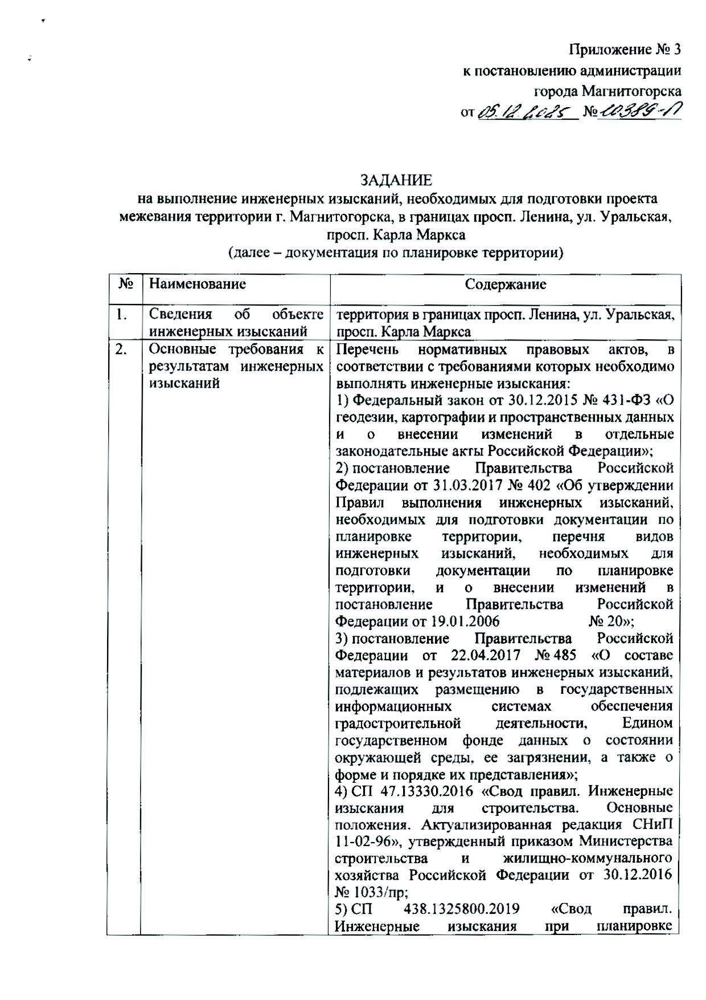 Приложение № 3
к постановлению администрации
города Магнитогорска
от 05.12.2025 № 10389-П
ЗАДАНИЕ
на выполнение инженерных изысканий, необходимых для подготовки проекта
межевания территории г. Магнитогорска, в границах просп. Ленина, ул. Уральская,
просп. Карла Маркса
(далее – документация по планировке территории)
№ Наименование Содержание
1. Сведения об объекте
инженерных изысканий
территория в границах просп. Ленина, ул. Уральская,
просп. Карла Маркса
2. Основные требования к
результатам инженерных
изысканий
Перечень нормативных правовых актов, в
соответствии с требованиями которых необходимо
выполнять инженерные изыскания:
1) Федеральный закон от 30.12.2015 № 431-ФЗ «О
геодезии, картографии и пространственных данных
и о внесении изменений в отдельные
законодательные акты Российской Федерации»;
2) постановление Правительства Российской
Федерации от 31.03.2017 № 402 «Об утверждении
Правил выполнения инженерных изысканий,
необходимых для подготовки документации по
планировке территории, перечня видов
инженерных изысканий, необходимых для
подготовки документации по планировке
территории, и о внесении изменений в
постановление Правительства Российской
Федерации от 19.01.2006 № 20»;
3) постановление Правительства Российской
Федерации от 22.04.2017 № 485 «О составе
материалов и результатов инженерных изысканий,
подлежащих размещению в государственных
информационных системах обеспечения
градостроительной деятельности, Едином
государственном фонде данных о состоянии
окружающей среды, ее загрязнении, а также о
форме и порядке их представления»;
4) СП 47.13330.2016 «Свод правил. Инженерные
изыскания для строительства. Основные
положения. Актуализированная редакция СНиП
11-02-96», утвержденный приказом Министерства
строительства и жилищно-коммунального
хозяйства Российской Федерации от 30.12.2016
№ 1033/пр;
5) СП 438.1325800.2019 «Свод правил.
Инженерные изыскания при планировке